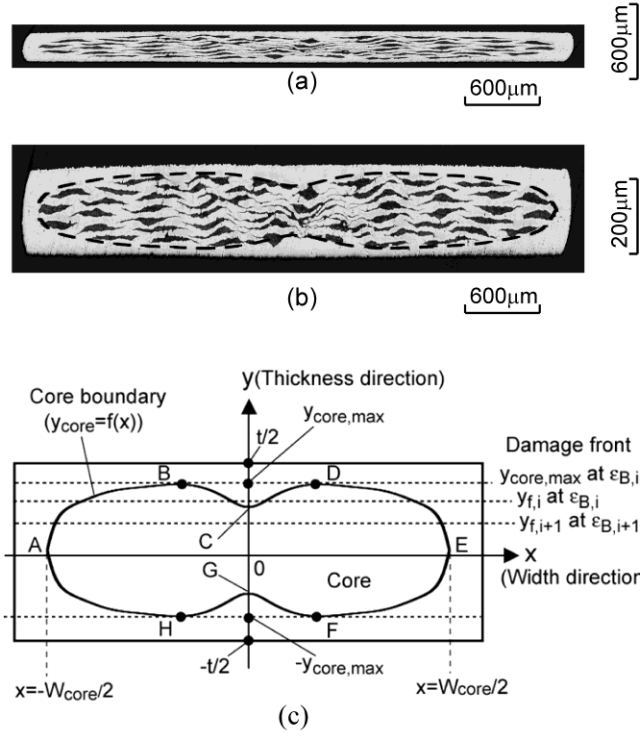 600μm
(a)
600μm
200μm
(b)
600μm
y(Thickness direction)
Core boundary
(ycore=f(x))
t/2
ycore,max
Damage front
B
D
ycore,max at εB,i
yf,i at εB,i
yf,i+1 at εB,i+1
C
A
E
x
G
0
Core
(Width direction
H
F
-t/2
-ycore,max
x=-Wcore/2
x=Wcore/2
(c)